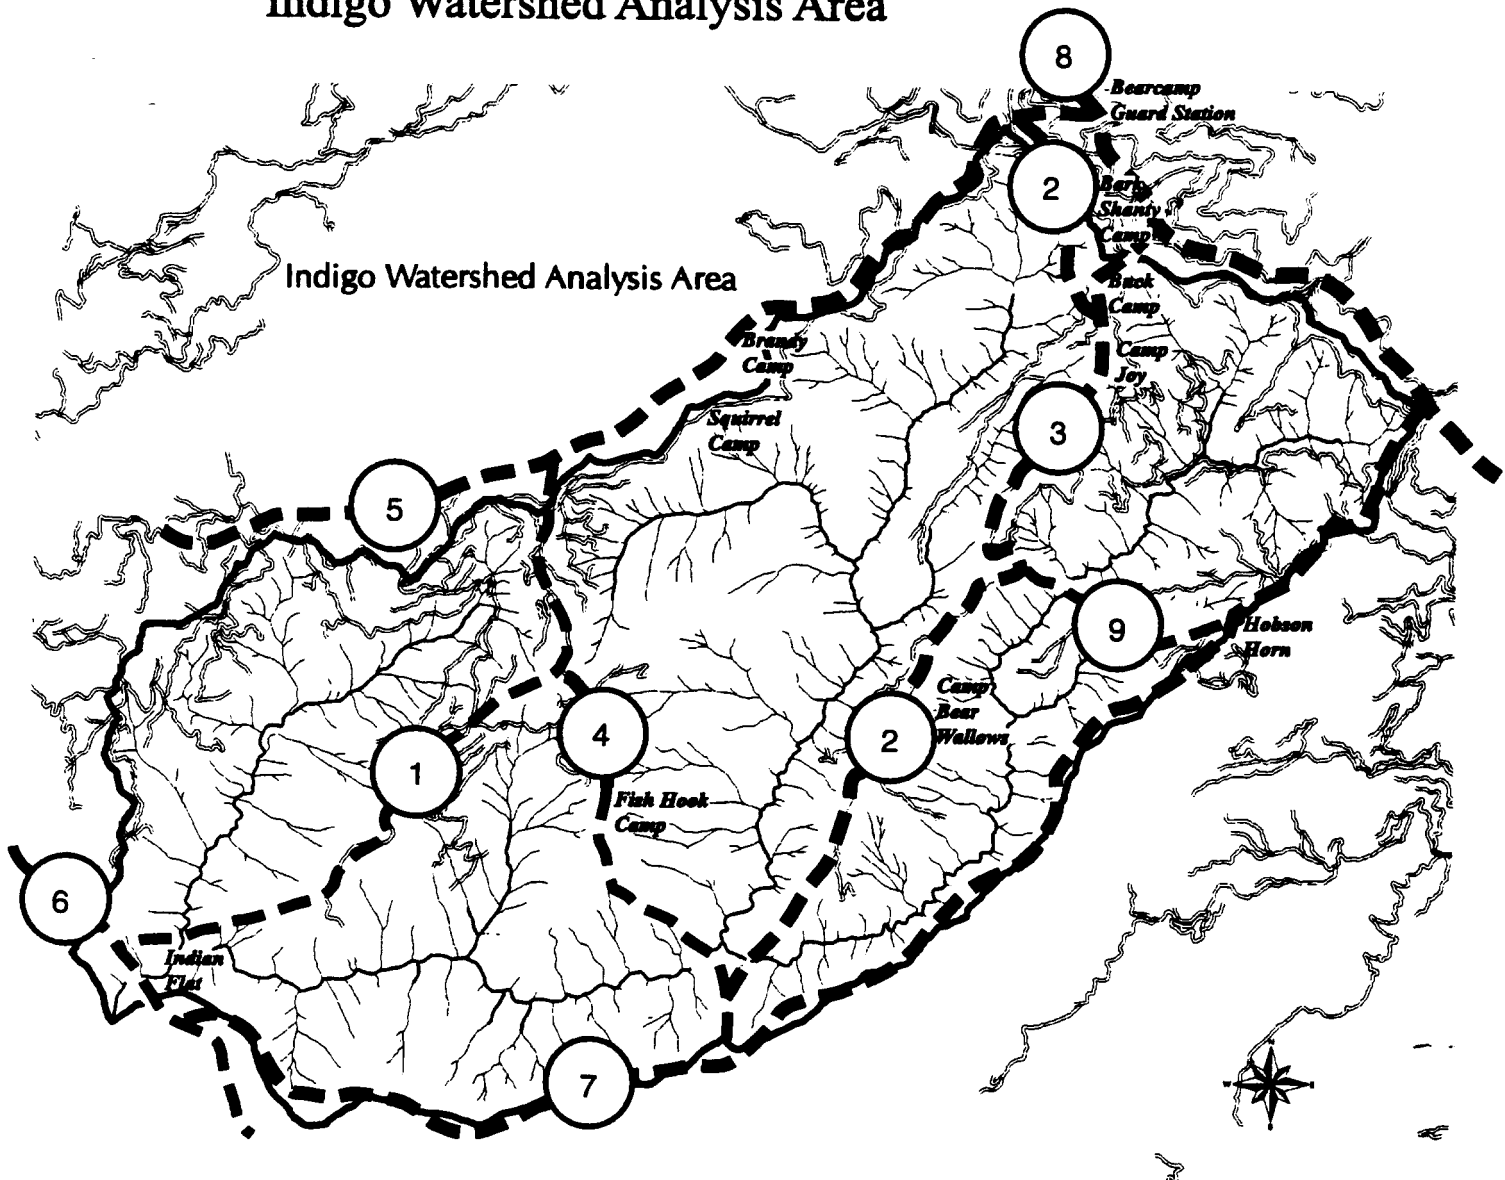 Indigo Watershed Analysis Area
8
Bearcamp
Guard Station
2
Bark
Shanty
Camp
Indigo Watershed Analysis Area
Buck
Camp
Brandy
Camp
Camp
Joy
Squirrel
Camp
3
5
9
Hobson
Horn
Camp
Bear
Wallows
2
4
1
Fish Hook
Camp
6
Indian
Flat
7